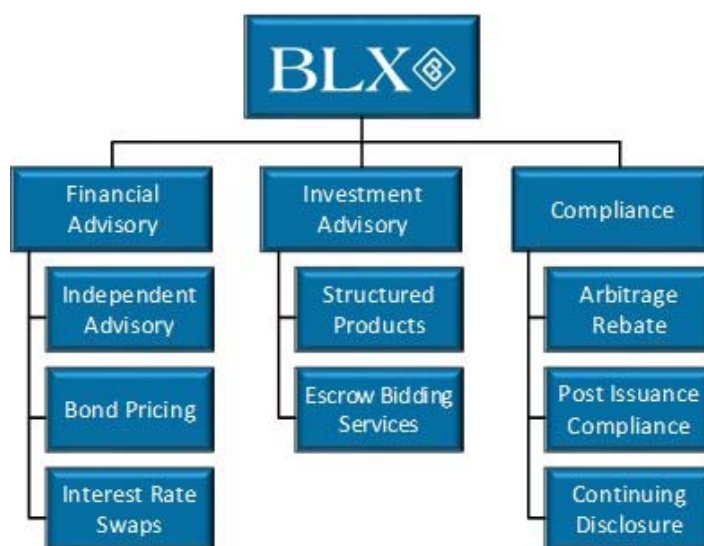 BLX
Financial
Advisory
Investment
Advisory
Compliance
Independent
Advisory
Structured
Products
Arbitrage
Rebate
Bond Pricing
Escrow Bidding
Services
Post Issuance
Compliance
Interest Rate
Swaps
Continuing
Disclosure